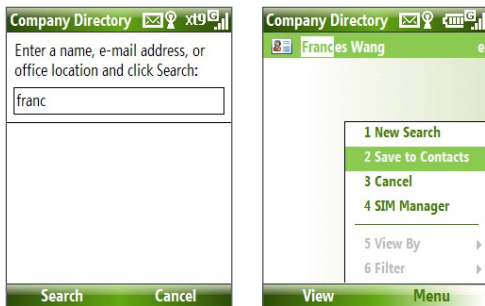 Company Directory xt9 G
Enter a name, e-mail address, or
office location and click Search:
franc
Search Cancel
Company Directory G
Frances Wang e
1 New Search
2 Save to Contacts
3 Cancel
4 SIM Manager
5 View By
6 Filter
View Menu